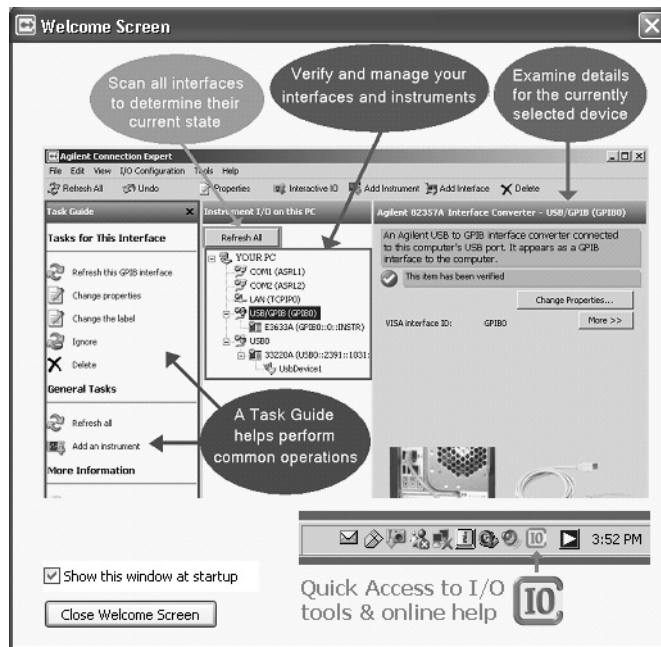 Welcome Screen
Scan all interfaces
to determine their
current state
Verify and manage your
interfaces and instruments
Examine details
for the currently
selected device
Agilent Connection Expert
File Edit View I/O Configuration Tools Help
Refresh All Undo Properties Interactive IO Add Instrument Add Interface Delete
Task Guide
Tasks for This Interface
Refresh this GPIB interface
Change properties
Change the label
Ignore
Delete
General Tasks
Refresh all
Add an instrument
More Information
Instrument I/O on this PC
Refresh All
YOUR PC
COM1 (ASRL1)
COM2 (ASRL2)
LAN (TCPIP0)
USB/GPIB (GPIB0)
E3633A (GPIB0::0::INSTR)
USB0
33220A (USB0::2391::1031:
UsbDevice1
Agilent 82357A Interface Converter - USB/GPIB (GPIB0)
An Agilent USB to GPIB interface converter connected
to this computer's USB port. It appears as a GPIB
interface to the computer.
This item has been verified
Change Properties...
VISA interface ID: GPIB0
More >>
A Task Guide
helps perform
common operations
IO
3:52 PM
Show this window at startup
Close Welcome Screen
Quick Access to I/O
tools & online help
IO